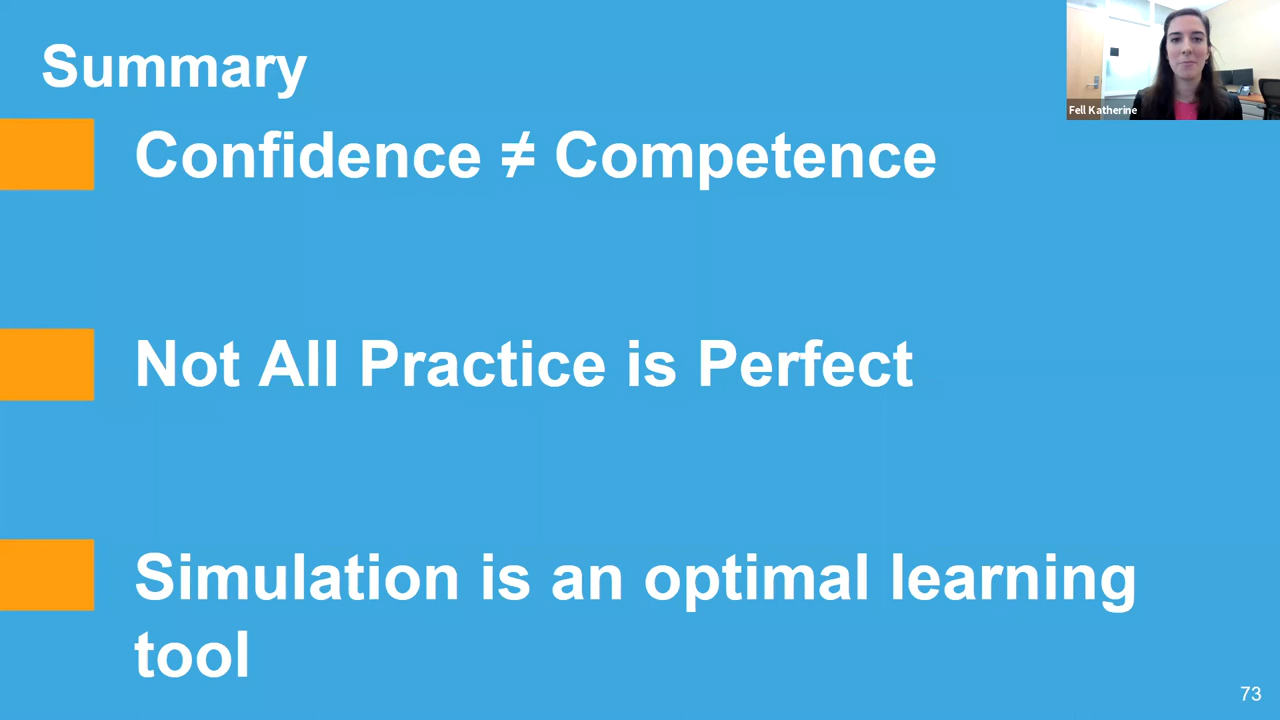 Summary
Fell Katherine
Confidence ≠ Competence
Not All Practice is Perfect
Simulation is an optimal learning
tool
73